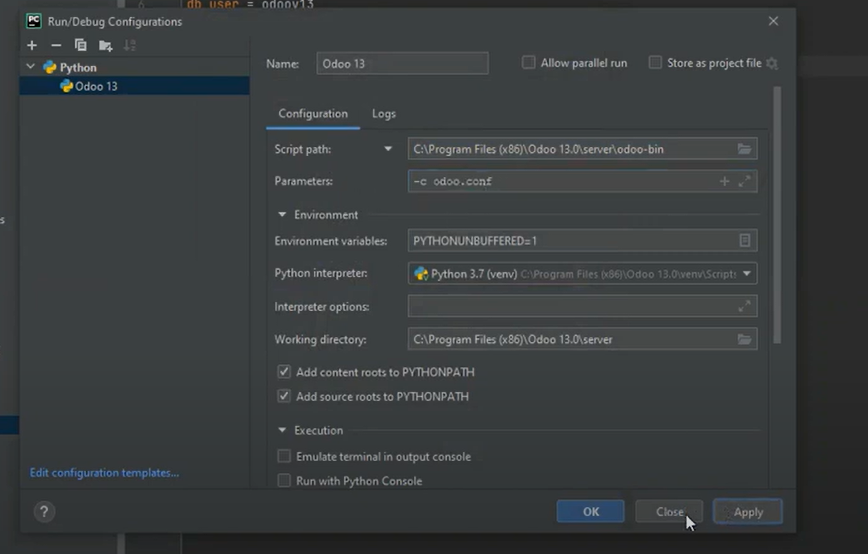 db_user = odoov13
PC Run/Debug Configurations
Python
Odoo 13
Name: Odoo 13 Allow parallel run Store as project file
Configuration Logs
Script path: C:\Program Files (x86)\Odoo 13.0\server\odoo-bin
Parameters: -c odoo.conf
Environment
Environment variables: PYTHONUNBUFFERED=1
Python interpreter: Python 3.7 (venv) C:\Program Files (x86)\Odoo 13.0\venv\Scripts
Interpreter options:
Working directory: C:\Program Files (x86)\Odoo 13.0\server
Add content roots to PYTHONPATH
Add source roots to PYTHONPATH
Execution
Emulate terminal in output console
Run with Python Console
Edit configuration templates...
? OK Close Apply